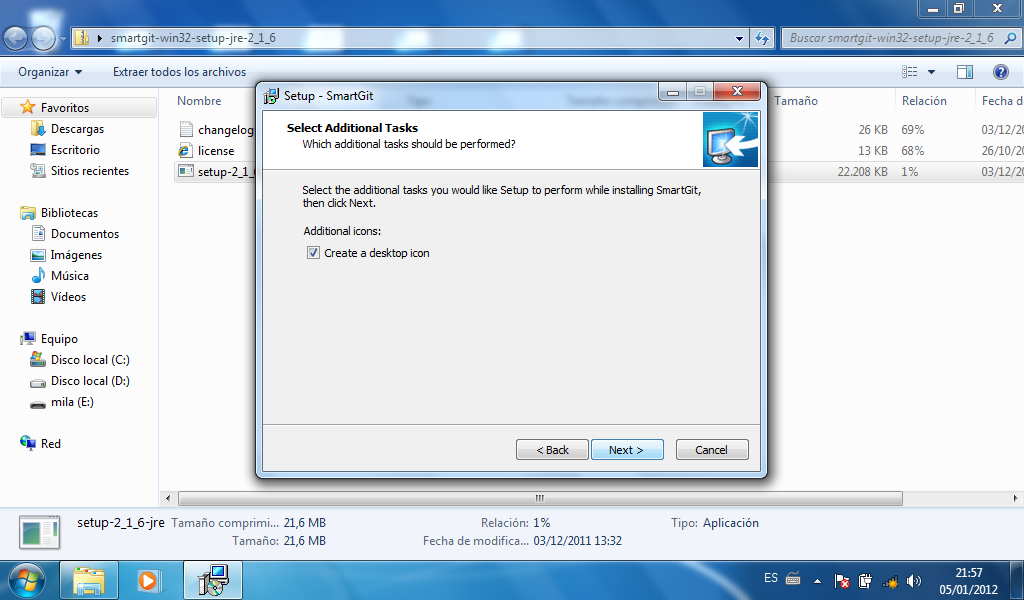 smartgit-win32-setup-jre-2_1_6
Buscar smartgit-win32-setup-jre-2_1_6
Organizar
Extraer todos los archivos
Favoritos
Descargas
Escritorio
Sitios recientes
Bibliotecas
Documentos
Imágenes
Música
Vídeos
Equipo
Disco local (C:)
Disco local (D:)
mila (E:)
Red
Nombre
Tamaño
Relación
Fecha d
changelog
26 KB
69%
03/12/20
license
13 KB
68%
26/10/20
setup-2_1_6
22.208 KB
1%
03/12/20
Setup - SmartGit
Select Additional Tasks
Which additional tasks should be performed?
Select the additional tasks you would like Setup to perform while installing SmartGit,
then click Next.
Additional icons:
Create a desktop icon
< Back
Next >
Cancel
setup-2_1_6-jre
Tamaño comprimi... 21,6 MB
Relación: 1%
Tipo: Aplicación
Tamaño: 21,6 MB
Fecha de modifica... 03/12/2011 13:32
ES
21:57
05/01/2012